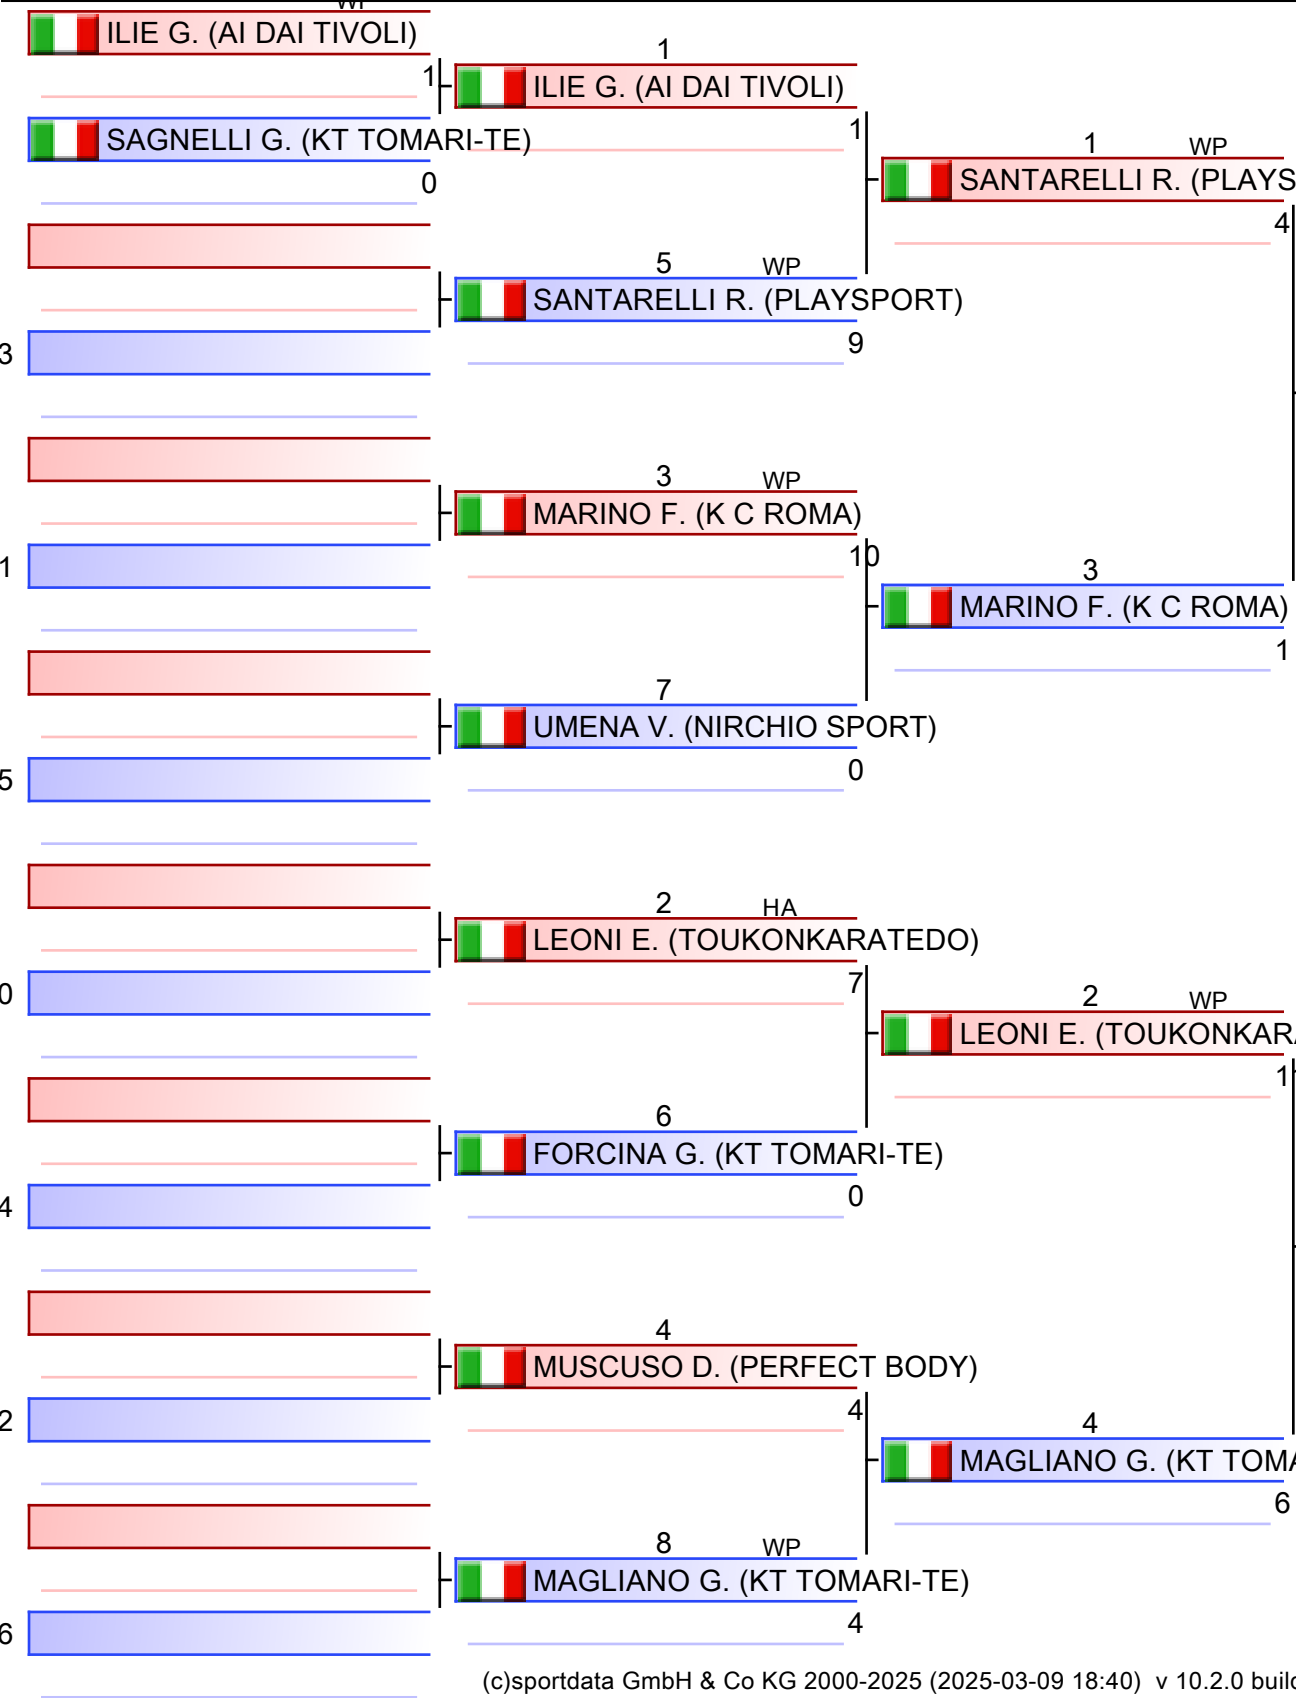 WP
ILIE G. (AI DAI TIVOLI)
1
SAGNELLI G. (KT TOMARI-TE)
0
3
1
5
0
4
2
6
1
ILIE G. (AI DAI TIVOLI)
1
5 WP
SANTARELLI R. (PLAYSPORT)
9
3 WP
MARINO F. (K C ROMA)
10
7
UMENA V. (NIRCHIO SPORT)
0
2 HA
LEONI E. (TOUKONKARATEDO)
7
6
FORCINA G. (KT TOMARI-TE)
0
4
MUSCUSO D. (PERFECT BODY)
4
8 WP
MAGLIANO G. (KT TOMARI-TE)
4
1 WP
SANTARELLI R. (PLAYS
4
3
MARINO F. (K C ROMA)
1
2 WP
LEONI E. (TOUKONKAR
1
4
MAGLIANO G. (KT TOMA
6
(c)sportdata GmbH & Co KG 2000-2025 (2025-03-09 18:40) v 10.2.0 build